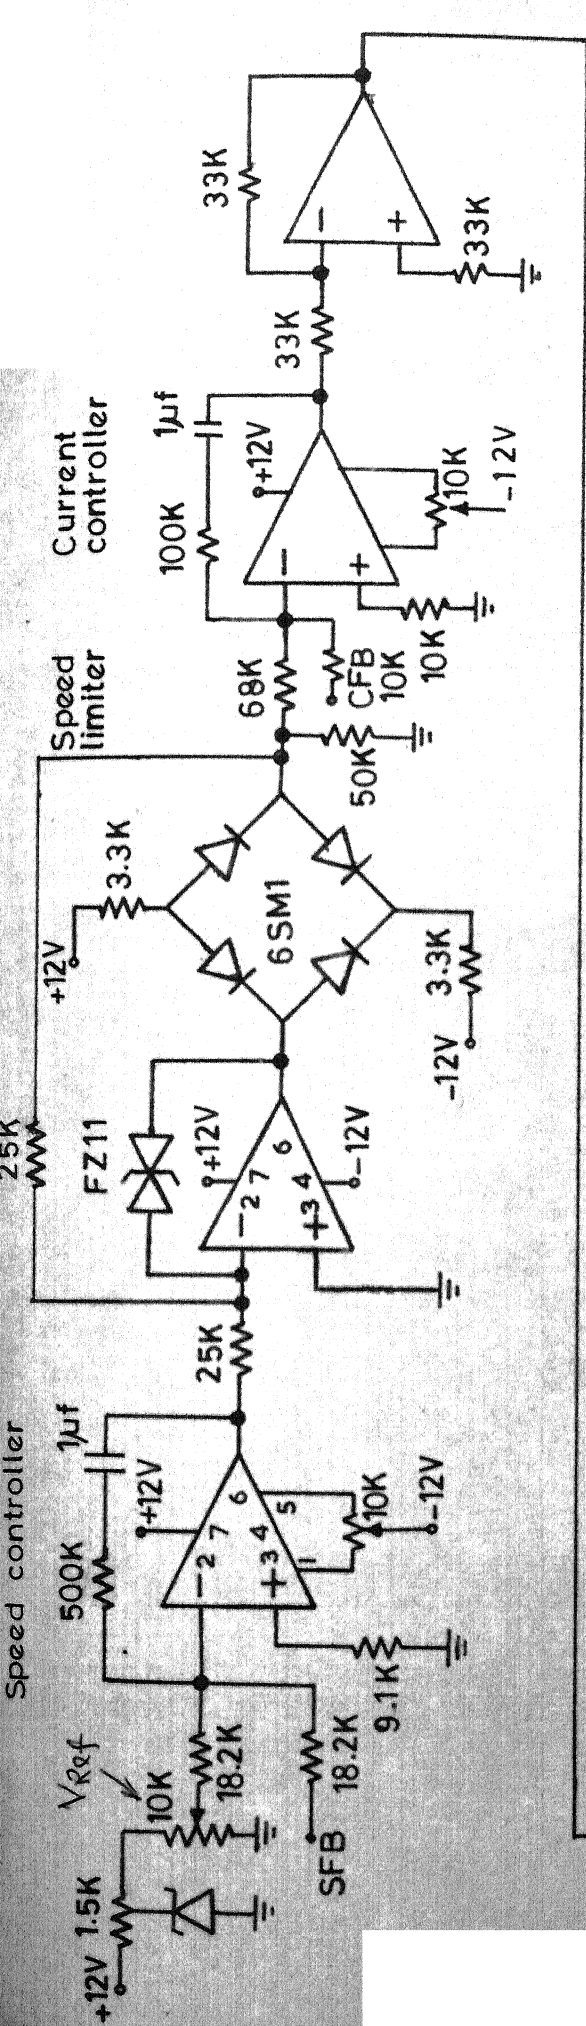 Speed controller
Speed
limiter
Current
controller
+12V
1.5K
VRef
10K
18.2K
SFB
18.2K
500K
1µf
+12V
− 2 7 6
+ 3 4 5
1
10K
-12V
9.1K
25K
25K
FZ11
+12V
− 2 7 6
+ 3 4
-12V
+12V
3.3K
6SM1
3.3K
-12V
50K
68K
CFB
10K
10K
100K
1µf
+12V
−
+
10K
-12V
33K
33K
−
+
33K